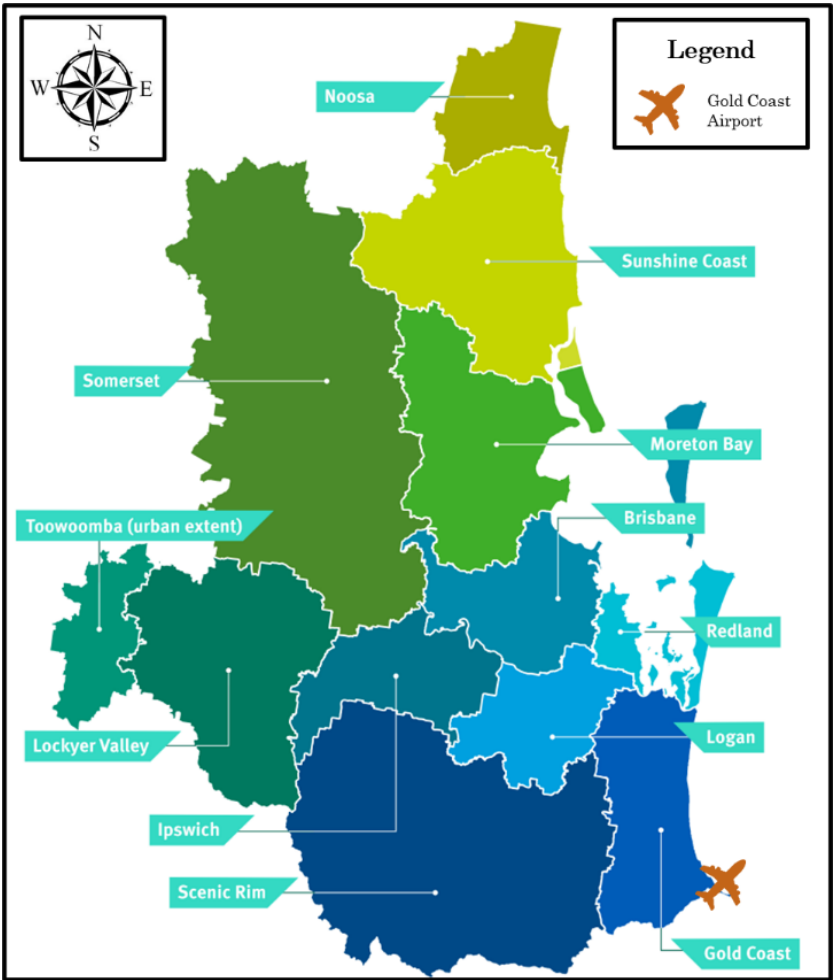 N
W E
S
Legend
Gold Coast
Airport
Noosa
Sunshine Coast
Somerset
Moreton Bay
Toowoomba (urban extent)
Brisbane
Redland
Lockyer Valley
Logan
Ipswich
Scenic Rim
Gold Coast